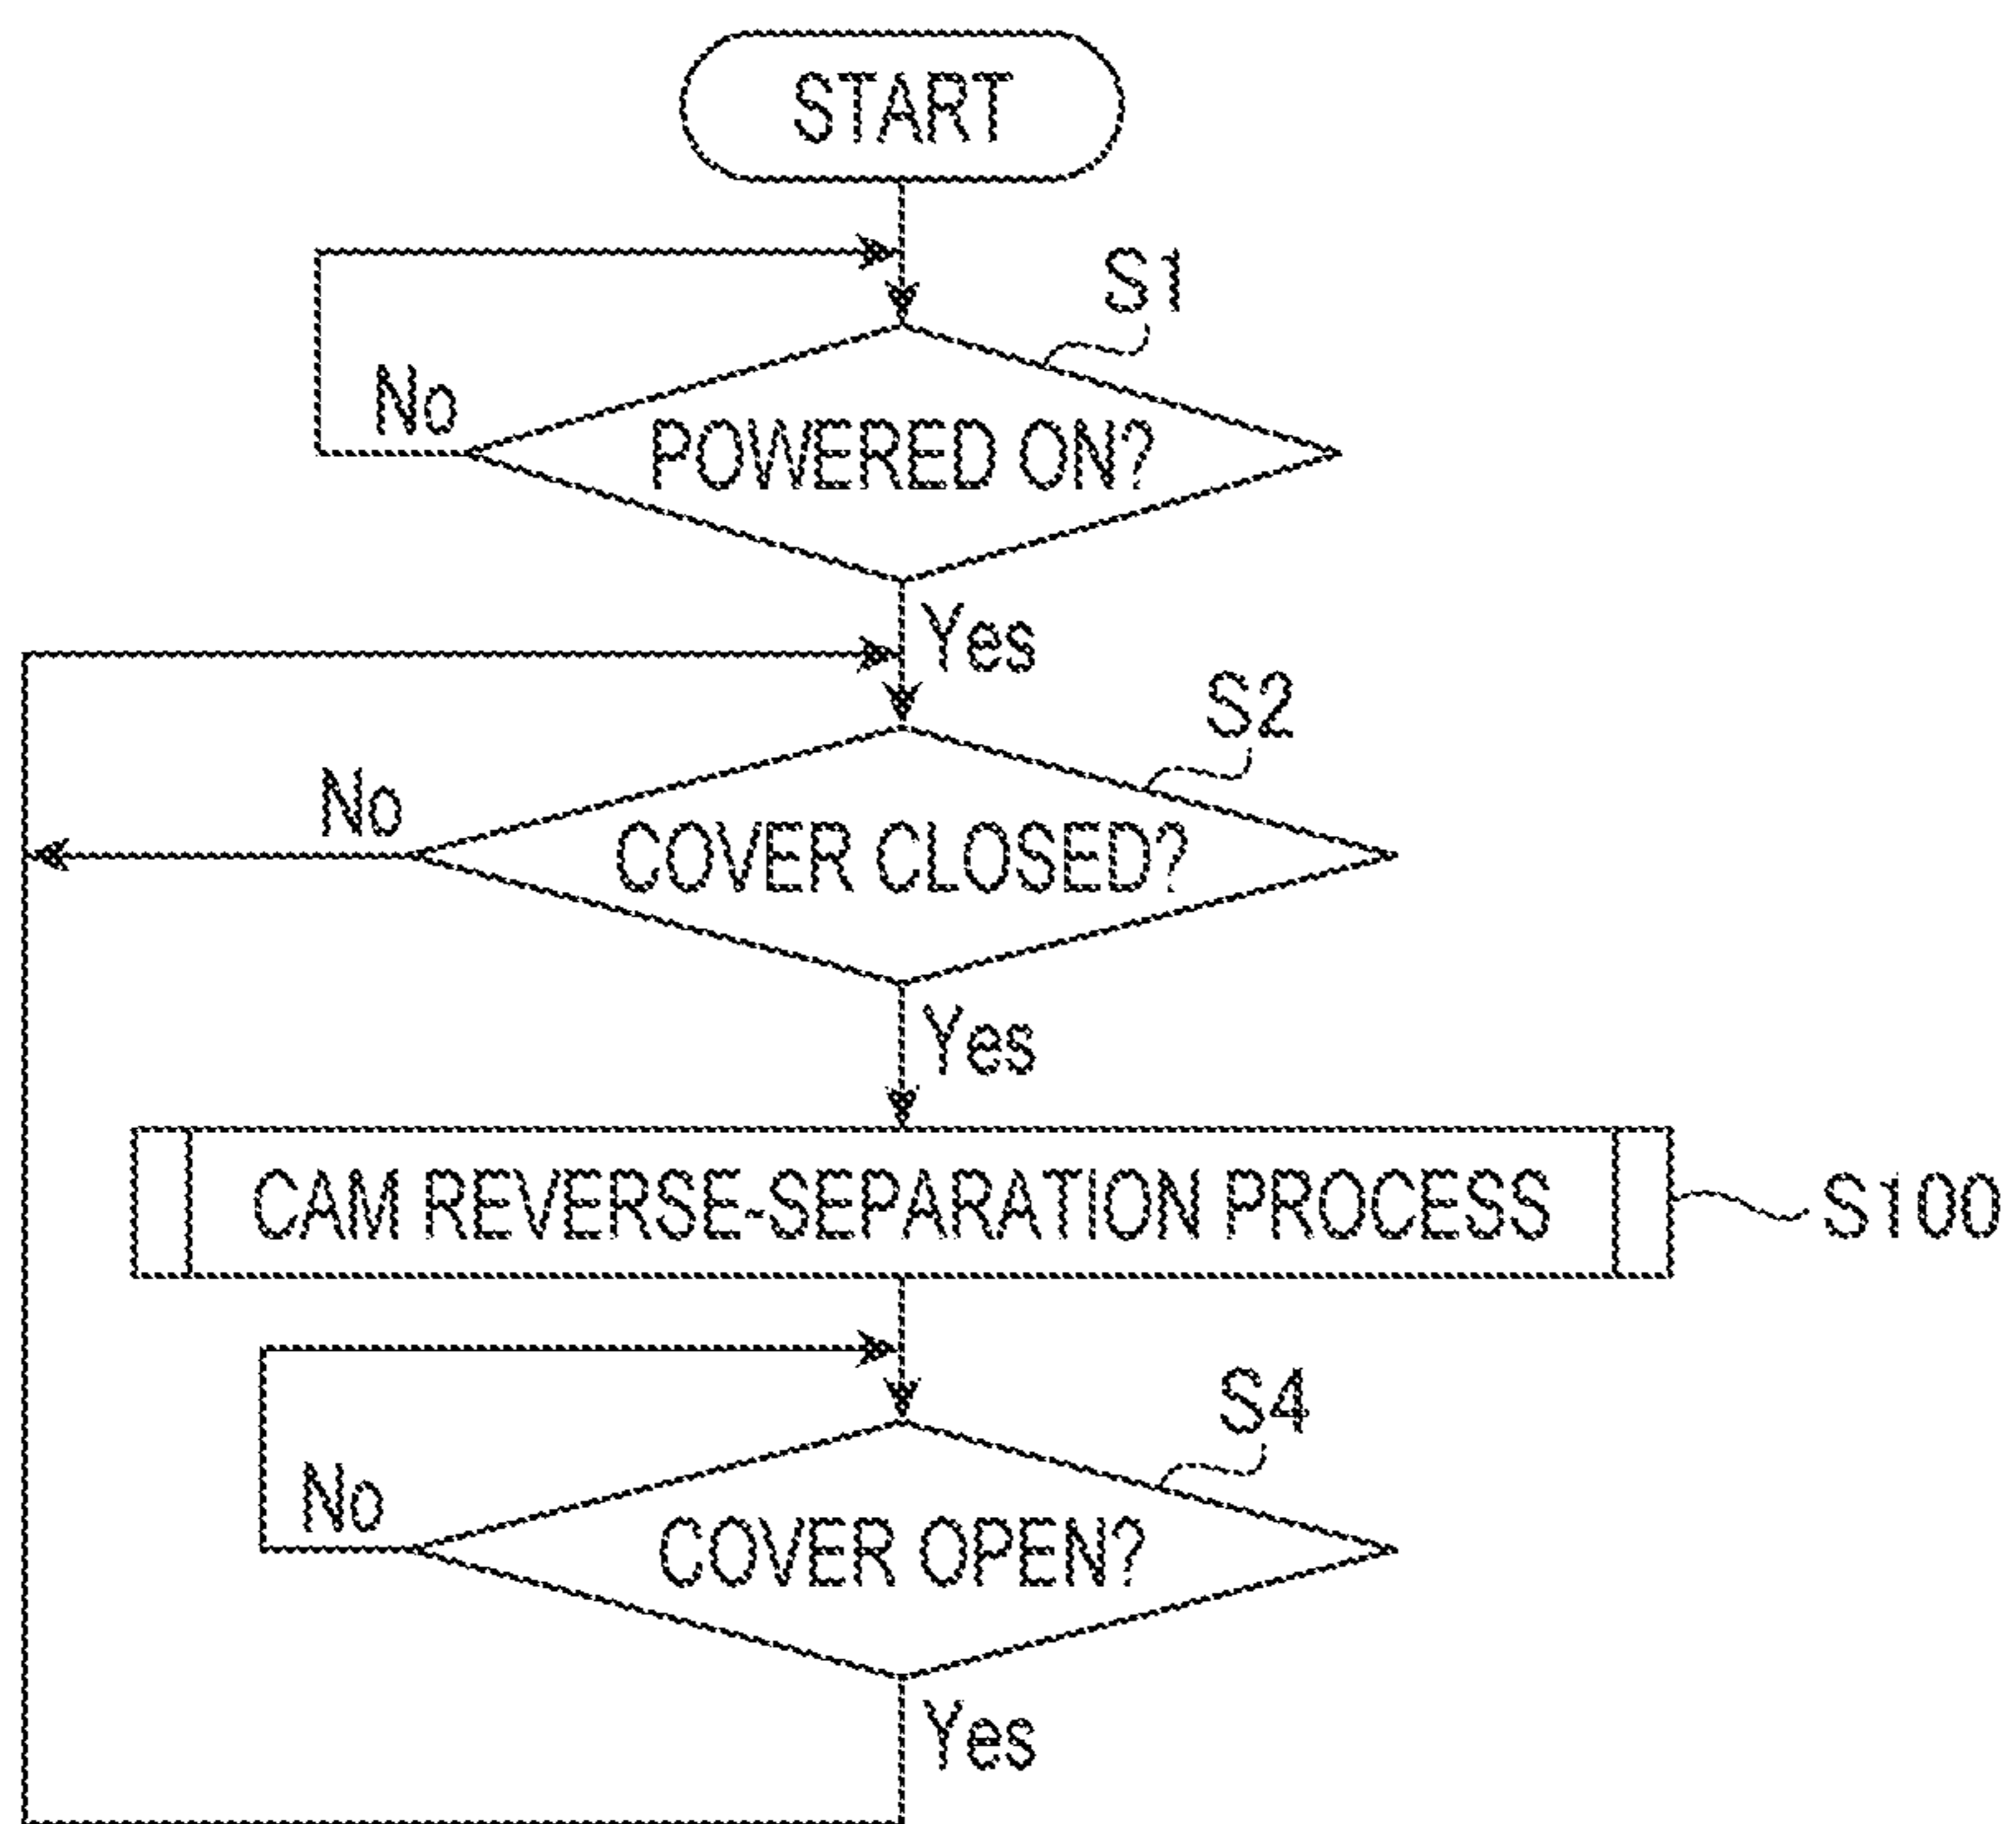 START
S1
No
POWERED ON?
Yes
S2
No
COVER CLOSED?
Yes
CAM REVERSE-SEPARATION PROCESS
S100
S4
No
COVER OPEN?
Yes